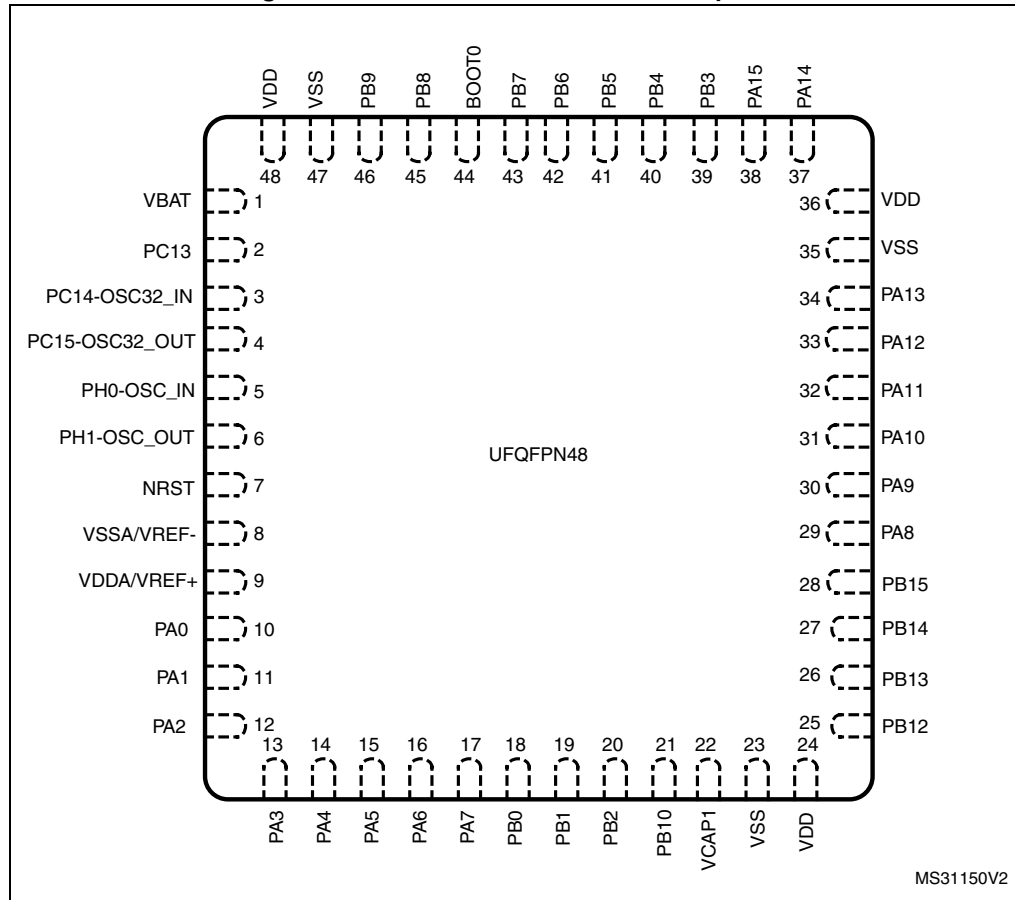 VDD
VSS
PB9
PB8
BOOT0
PB7
PB6
PB5
PB4
PB3
PA15
PA14
48 47 46 45 44 43 42 41 40 39 38 37
VBAT 1 36 VDD
PC13 2 35 VSS
PC14-OSC32_IN 3 34 PA13
PC15-OSC32_OUT 4 33 PA12
PH0-OSC_IN 5 32 PA11
PH1-OSC_OUT 6 31 PA10
UFQFPN48
NRST 7 30 PA9
VSSA/VREF- 8 29 PA8
VDDA/VREF+ 9 28 PB15
PA0 10 27 PB14
PA1 11 26 PB13
PA2 12 25 PB12
13 14 15 16 17 18 19 20 21 22 23 24
PA3
PA4
PA5
PA6
PA7
PB0
PB1
PB2
PB10
VCAP1
VSS
VDD
MS31150V2